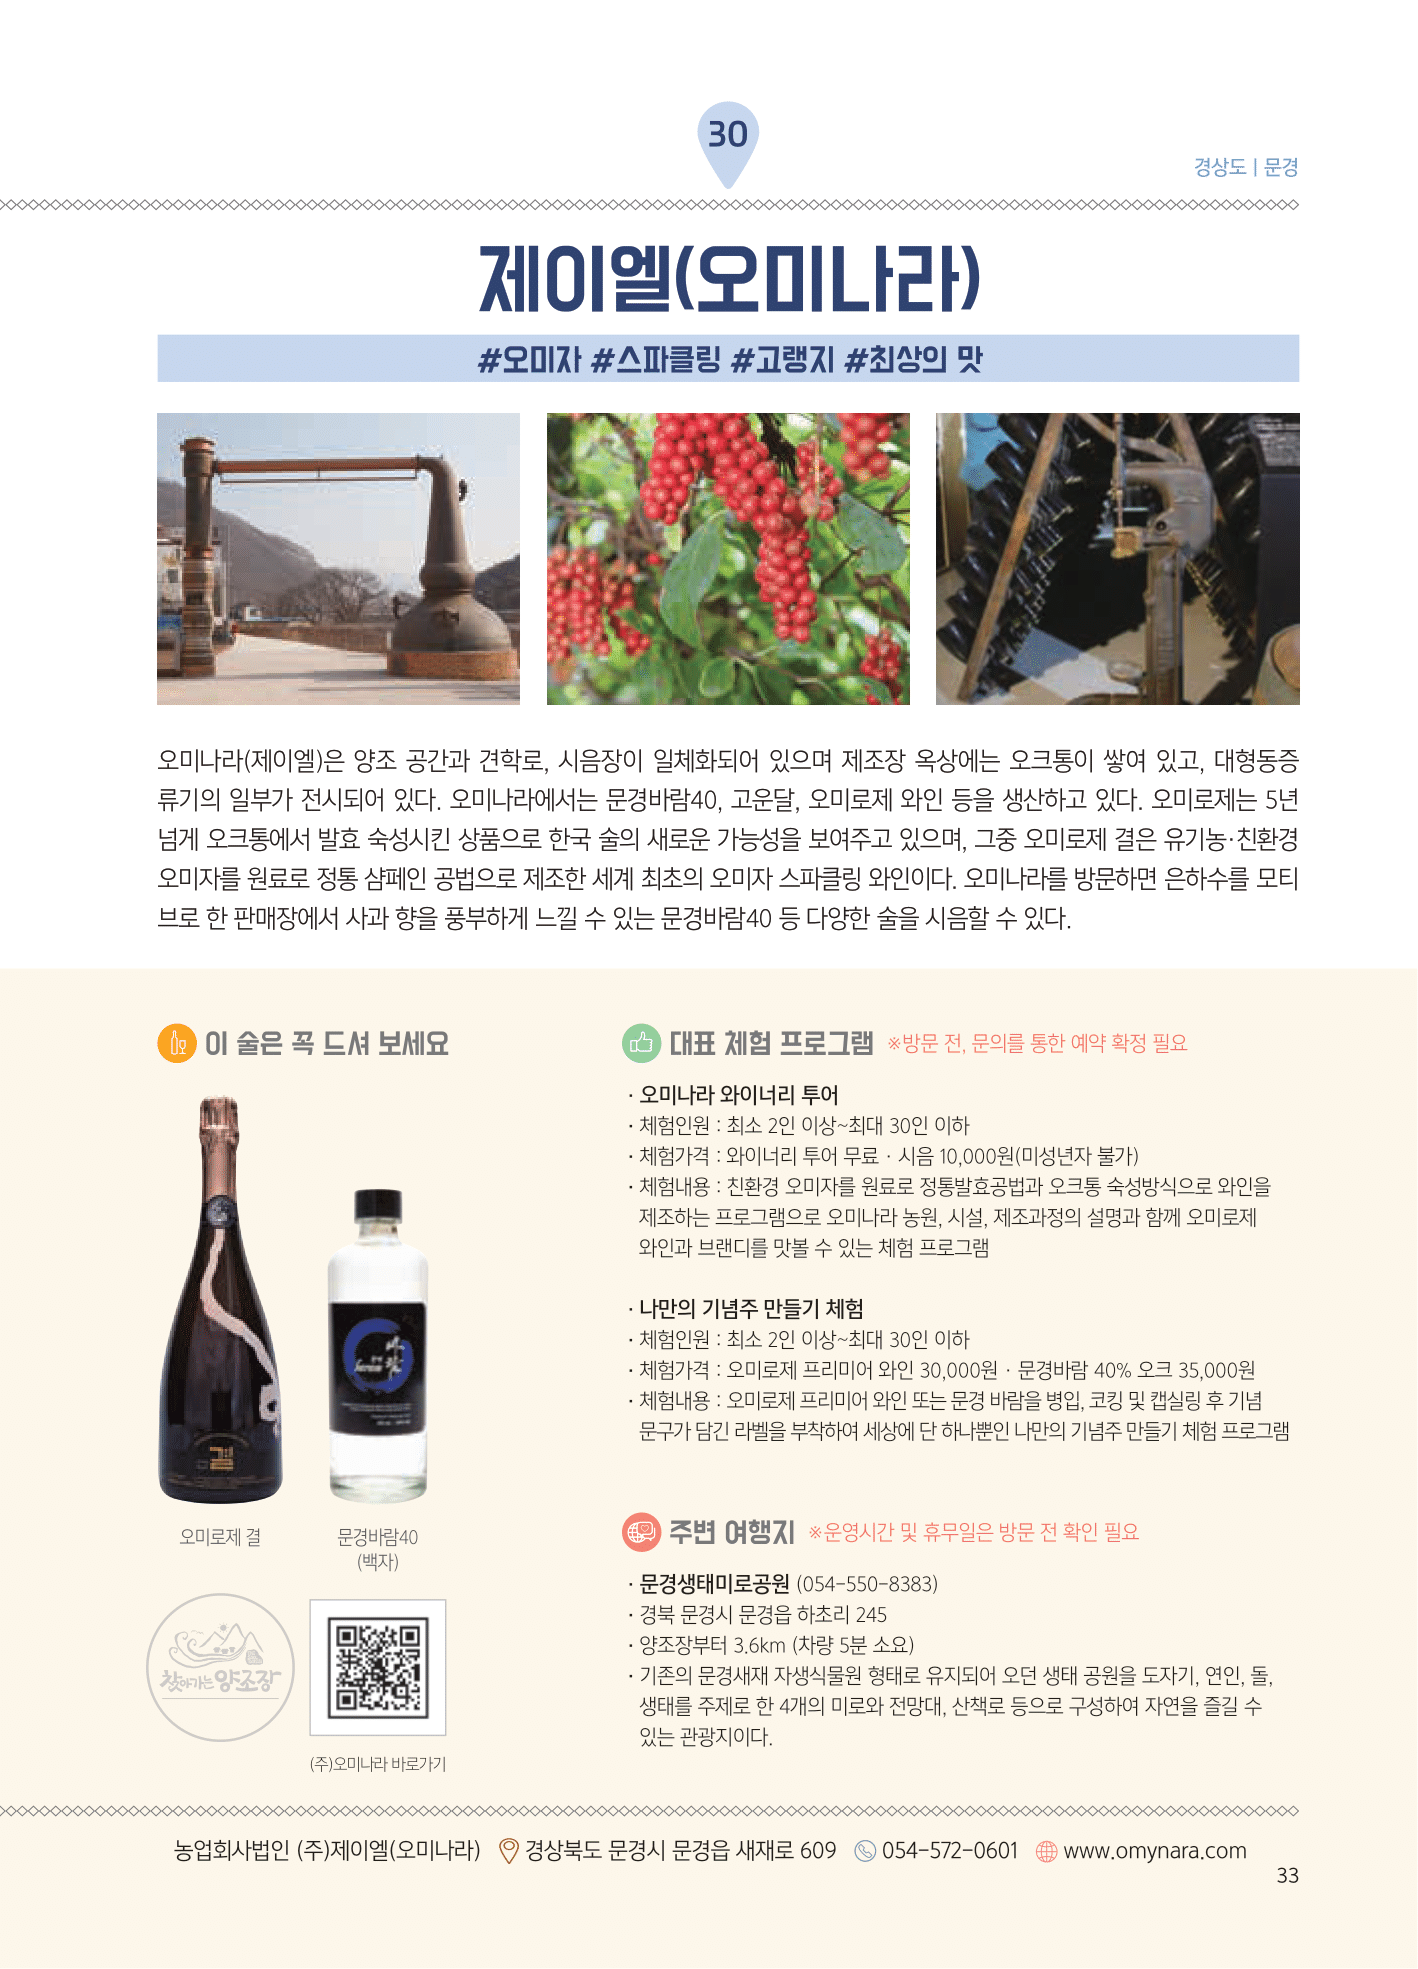 30
경상도 | 문경
제이엘(오미나라)
#오미자 #스파클링 #고랭지 #최상의 맛
오미나라(제이엘)은 양조 공간과 견학로, 시음장이 일체화되어 있으며 제조장 옥상에는 오크통이 쌓여 있고, 대형동증
류기의 일부가 전시되어 있다. 오미나라에서는 문경바람40, 고운달, 오미로제 와인 등을 생산하고 있다. 오미로제는 5년
넘게 오크통에서 발효 숙성시킨 상품으로 한국 술의 새로운 가능성을 보여주고 있으며, 그중 오미로제 결은 유기농·친환경
오미자를 원료로 정통 샴페인 공법으로 제조한 세계 최초의 오미자 스파클링 와인이다. 오미나라를 방문하면 은하수를 모티
브로 한 판매장에서 사과 향을 풍부하게 느낄 수 있는 문경바람40 등 다양한 술을 시음할 수 있다.
이 술은 꼭 드셔 보세요
결
오미로제 결
문경바람40
(백자)
찾아가는 양조장
(주)오미나라 바로가기
대표 체험 프로그램 ※방문 전, 문의를 통한 예약 확정 필요
· 오미나라 와이너리 투어
· 체험인원 : 최소 2인 이상~최대 30인 이하
· 체험가격 : 와이너리 투어 무료 · 시음 10,000원(미성년자 불가)
· 체험내용 : 친환경 오미자를 원료로 정통발효공법과 오크통 숙성방식으로 와인을
제조하는 프로그램으로 오미나라 농원, 시설, 제조과정의 설명과 함께 오미로제
와인과 브랜디를 맛볼 수 있는 체험 프로그램
· 나만의 기념주 만들기 체험
· 체험인원 : 최소 2인 이상~최대 30인 이하
· 체험가격 : 오미로제 프리미어 와인 30,000원 · 문경바람 40% 오크 35,000원
· 체험내용 : 오미로제 프리미어 와인 또는 문경 바람을 병입, 코킹 및 캡실링 후 기념
문구가 담긴 라벨을 부착하여 세상에 단 하나뿐인 나만의 기념주 만들기 체험 프로그램
주변 여행지 ※운영시간 및 휴무일은 방문 전 확인 필요
· 문경생태미로공원 (054-550-8383)
· 경북 문경시 문경읍 하초리 245
· 양조장부터 3.6km (차량 5분 소요)
· 기존의 문경새재 자생식물원 형태로 유지되어 오던 생태 공원을 도자기, 연인, 돌,
생태를 주제로 한 4개의 미로와 전망대, 산책로 등으로 구성하여 자연을 즐길 수
있는 관광지이다.
농업회사법인 (주)제이엘(오미나라) 경상북도 문경시 문경읍 새재로 609 054-572-0601 www.omynara.com
33